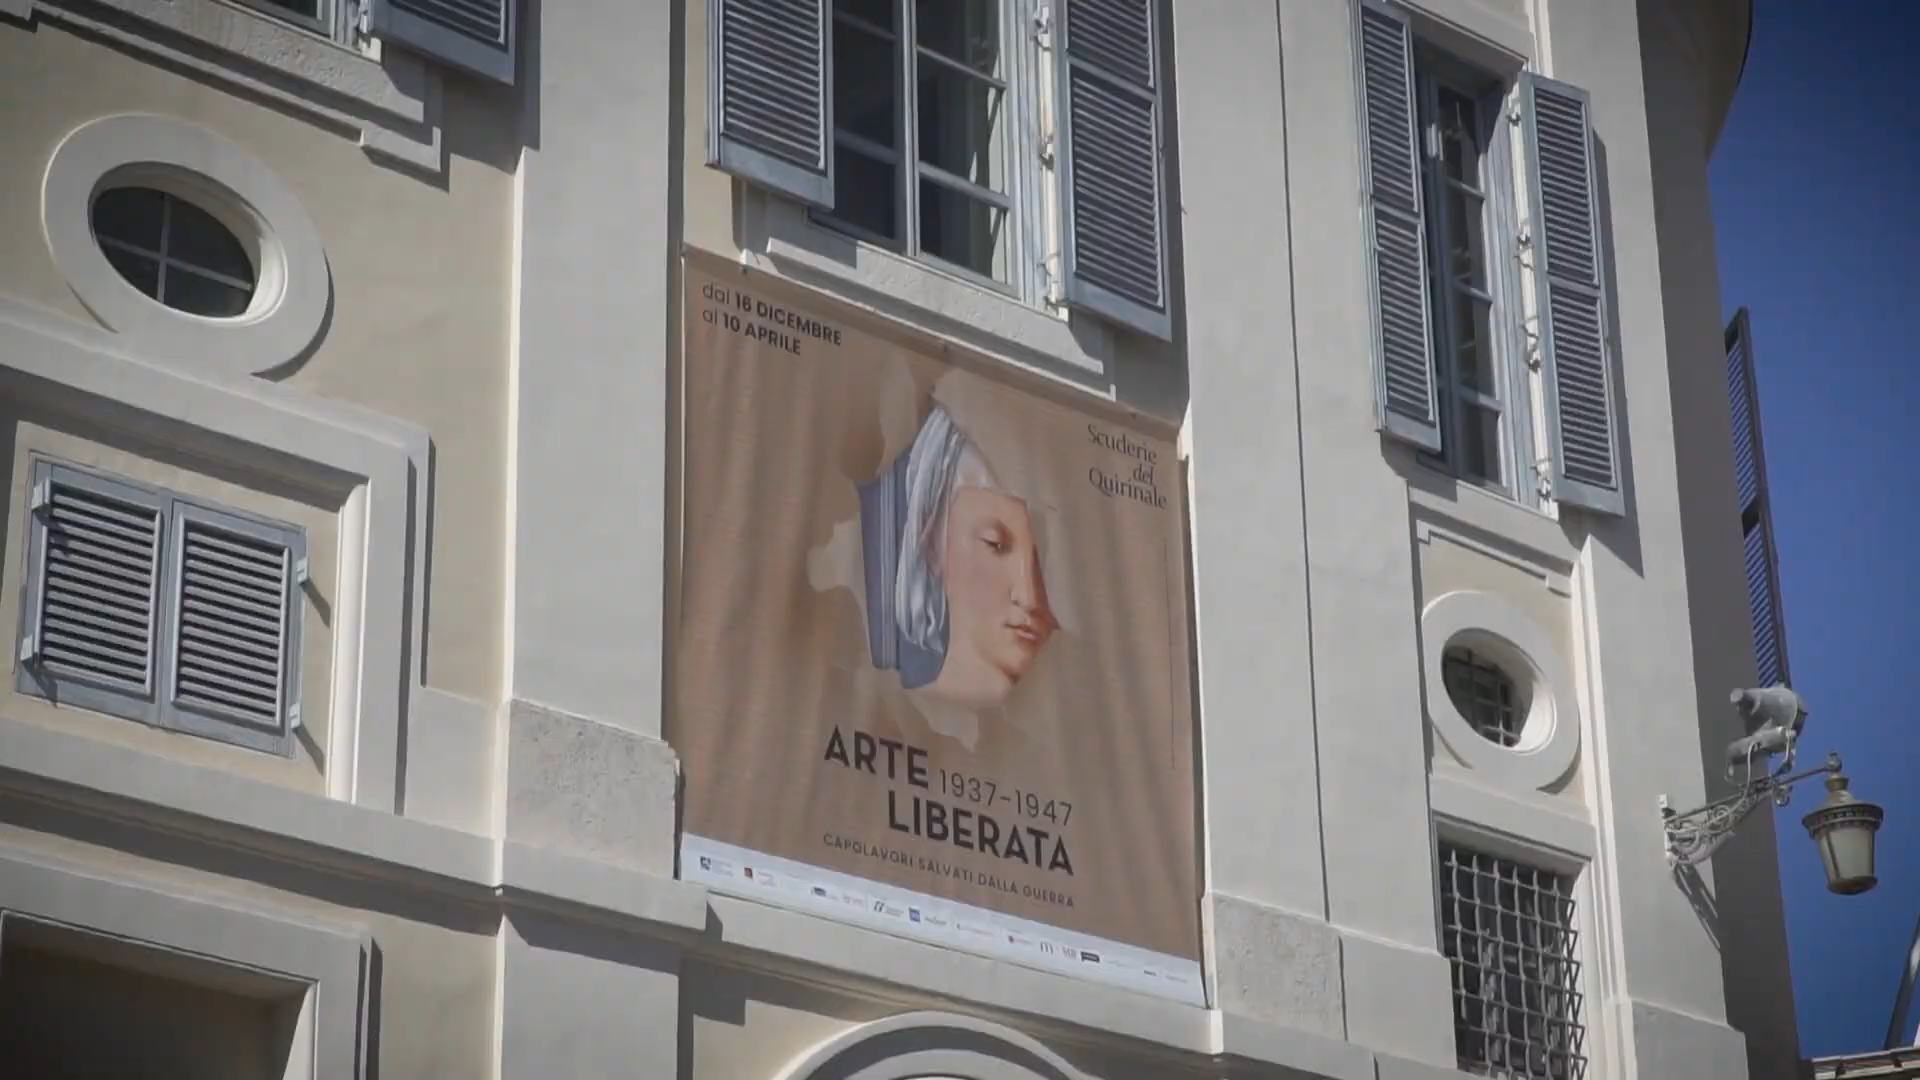 dal 16 DICEMBRE
al 10 APRILE
Scuderie
del
Quirinale
ARTE 1937-1947
LIBERATA
CAPOLAVORI SALVATI DALLA GUERRA